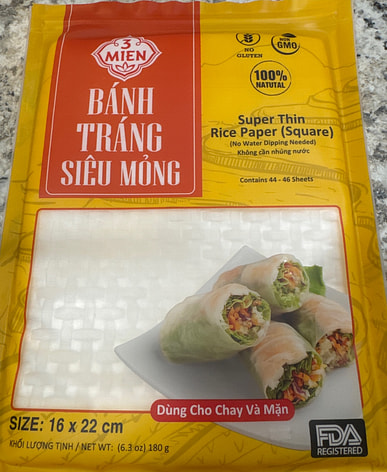 3
MIỀN
BÁNH
TRÁNG
SIÊU MỎNG
NO
GLUTEN
NON
GMO
100%
NATUTAL
Super Thin
Rice Paper (Square)
(No Water Dipping Needed)
Không cần nhúng nước
Contains 44 - 46 Sheets
Dùng Cho Chay Và Mặn
SIZE: 16 x 22 cm
KHỐI LƯỢNG TỊNH / NET WT: (6.3 oz) 180 g
FDA
REGISTERED